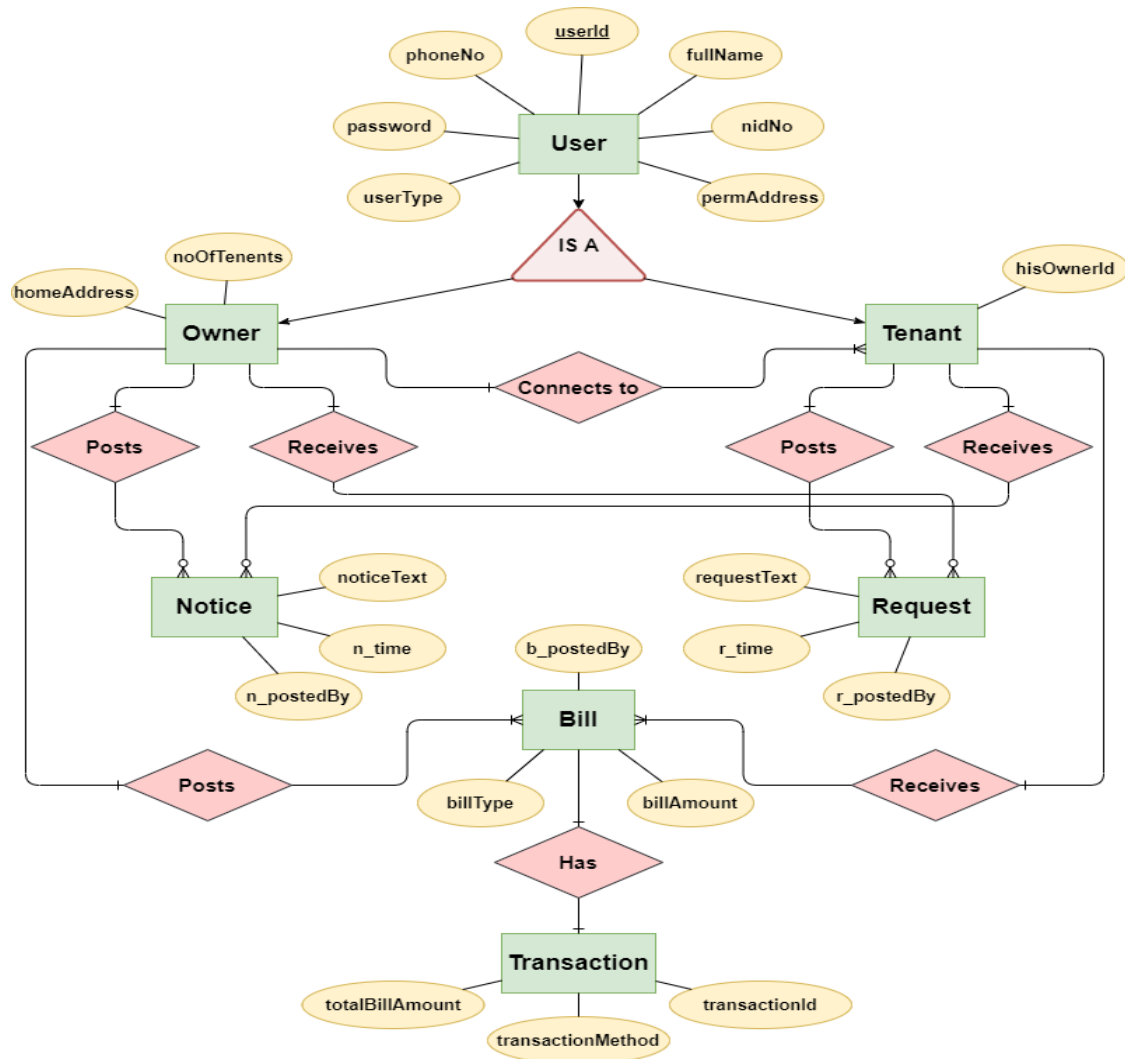 userId
phoneNo
fullName
password
User
nidNo
userType
permAddress
IS A
noOfTenents
homeAddress
hisOwnerId
Owner
Tenant
Connects to
Posts
Receives
Posts
Receives
noticeText
requestText
Notice
Request
n_time
b_postedBy
r_time
n_postedBy
r_postedBy
Bill
Posts
Receives
billType
billAmount
Has
Transaction
totalBillAmount
transactionId
transactionMethod